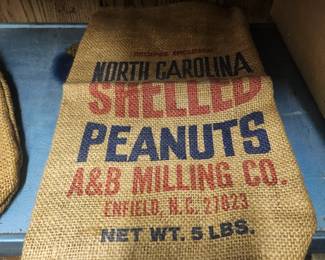 NORTH CAROLINA
SHELLED
PEANUTS
A&B MILLING CO.
ENFIELD, N.C. 27823
NET WT. 5 LBS.